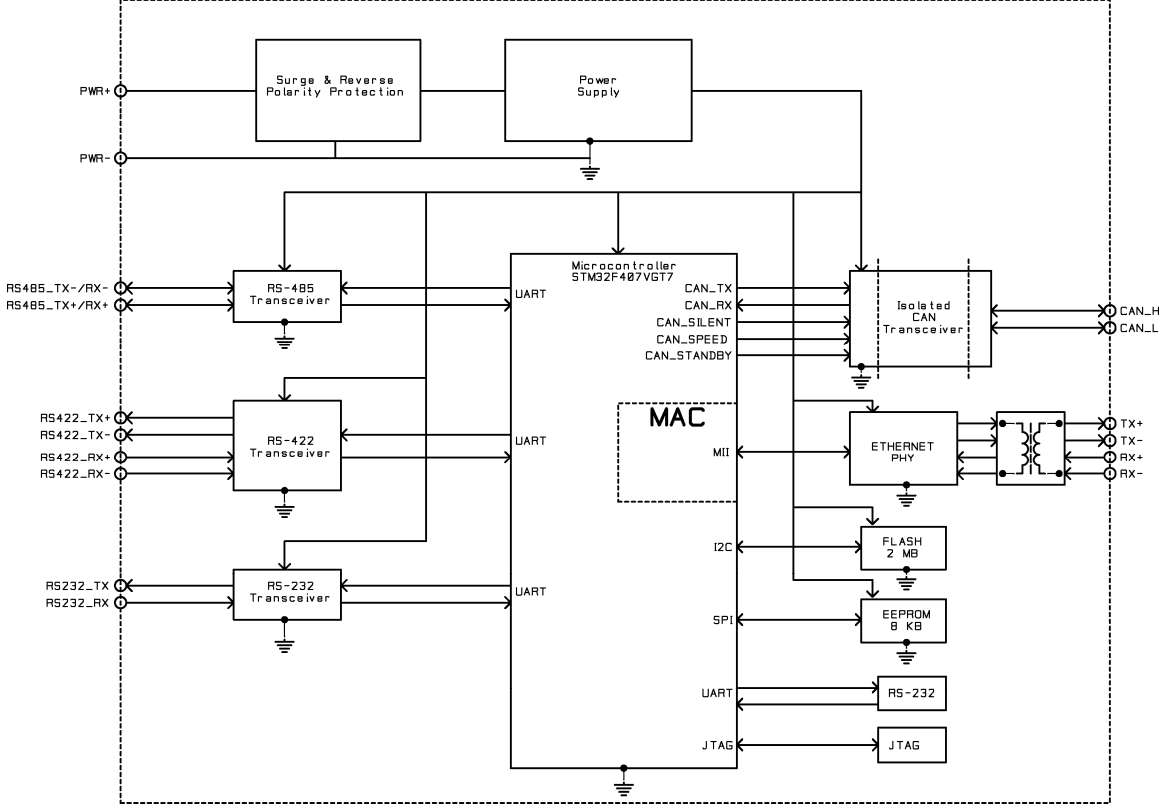 PWR+
Surge & Reverse
Polarity Protection
Power
Supply
PWR-
RS485_TX-/RX-
RS485_TX+/RX+
RS-485
Transceiver
UART
Microcontroller
STM32F407VGT7
CAN_TX
CAN_RX
CAN_SILENT
CAN_SPEED
CAN_STANDBY
Isolated
CAN
Transceiver
CAN_H
CAN_L
RS422_TX+
RS422_TX-
RS422_RX+
RS422_RX-
RS-422
Transceiver
UART
MAC
MII
ETHERNET
PHY
TX+
TX-
RX+
RX-
I2C
FLASH
2 MB
RS232_TX
RS232_RX
RS-232
Transceiver
UART
SPI
EEPROM
8 KB
UART
RS-232
JTAG
JTAG